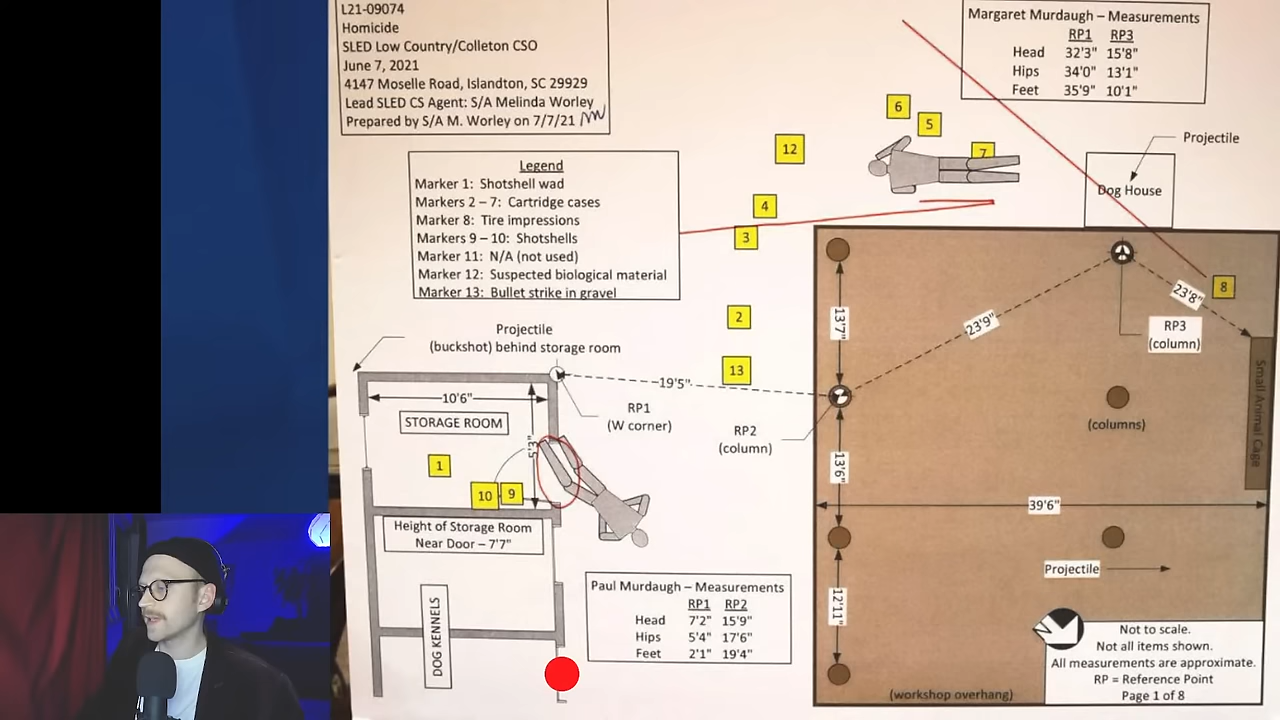 L21-09074
Homicide
SLED Low Country/Colleton CSO
June 7, 2021
4147 Moselle Road, Islandton, SC 29929
Lead SLED CS Agent: S/A Melinda Worley
Prepared by S/A M. Worley on 7/7/21
Margaret Murdaugh – Measurements
RP1 RP3
Head 32'3" 15'8"
Hips 34'0" 13'1"
Feet 35'9" 10'1"
Legend
Marker 1: Shotshell wad
Markers 2 – 7: Cartridge cases
Marker 8: Tire impressions
Markers 9 – 10: Shotshells
Marker 11: N/A (not used)
Marker 12: Suspected biological material
Marker 13: Bullet strike in gravel
6
5
7
12
4
3
2
13
Projectile
Dog House
8
23'8"
23'9"
13'7"
RP3
(column)
Small Animal Cage
Projectile
(buckshot) behind storage room
19'5"
RP1
(W corner)
RP2
(column)
(columns)
10'6"
STORAGE ROOM
5'3"
1
10
9
13'6"
39'6"
Height of Storage Room
Near Door – 7'7"
Projectile
12'11"
DOG KENNELS
Paul Murdaugh – Measurements
RP1 RP2
Head 7'2" 15'9"
Hips 5'4" 17'6"
Feet 2'1" 19'4"
(workshop overhang)
N
Not to scale.
Not all items shown.
All measurements are approximate.
RP = Reference Point
Page 1 of 8